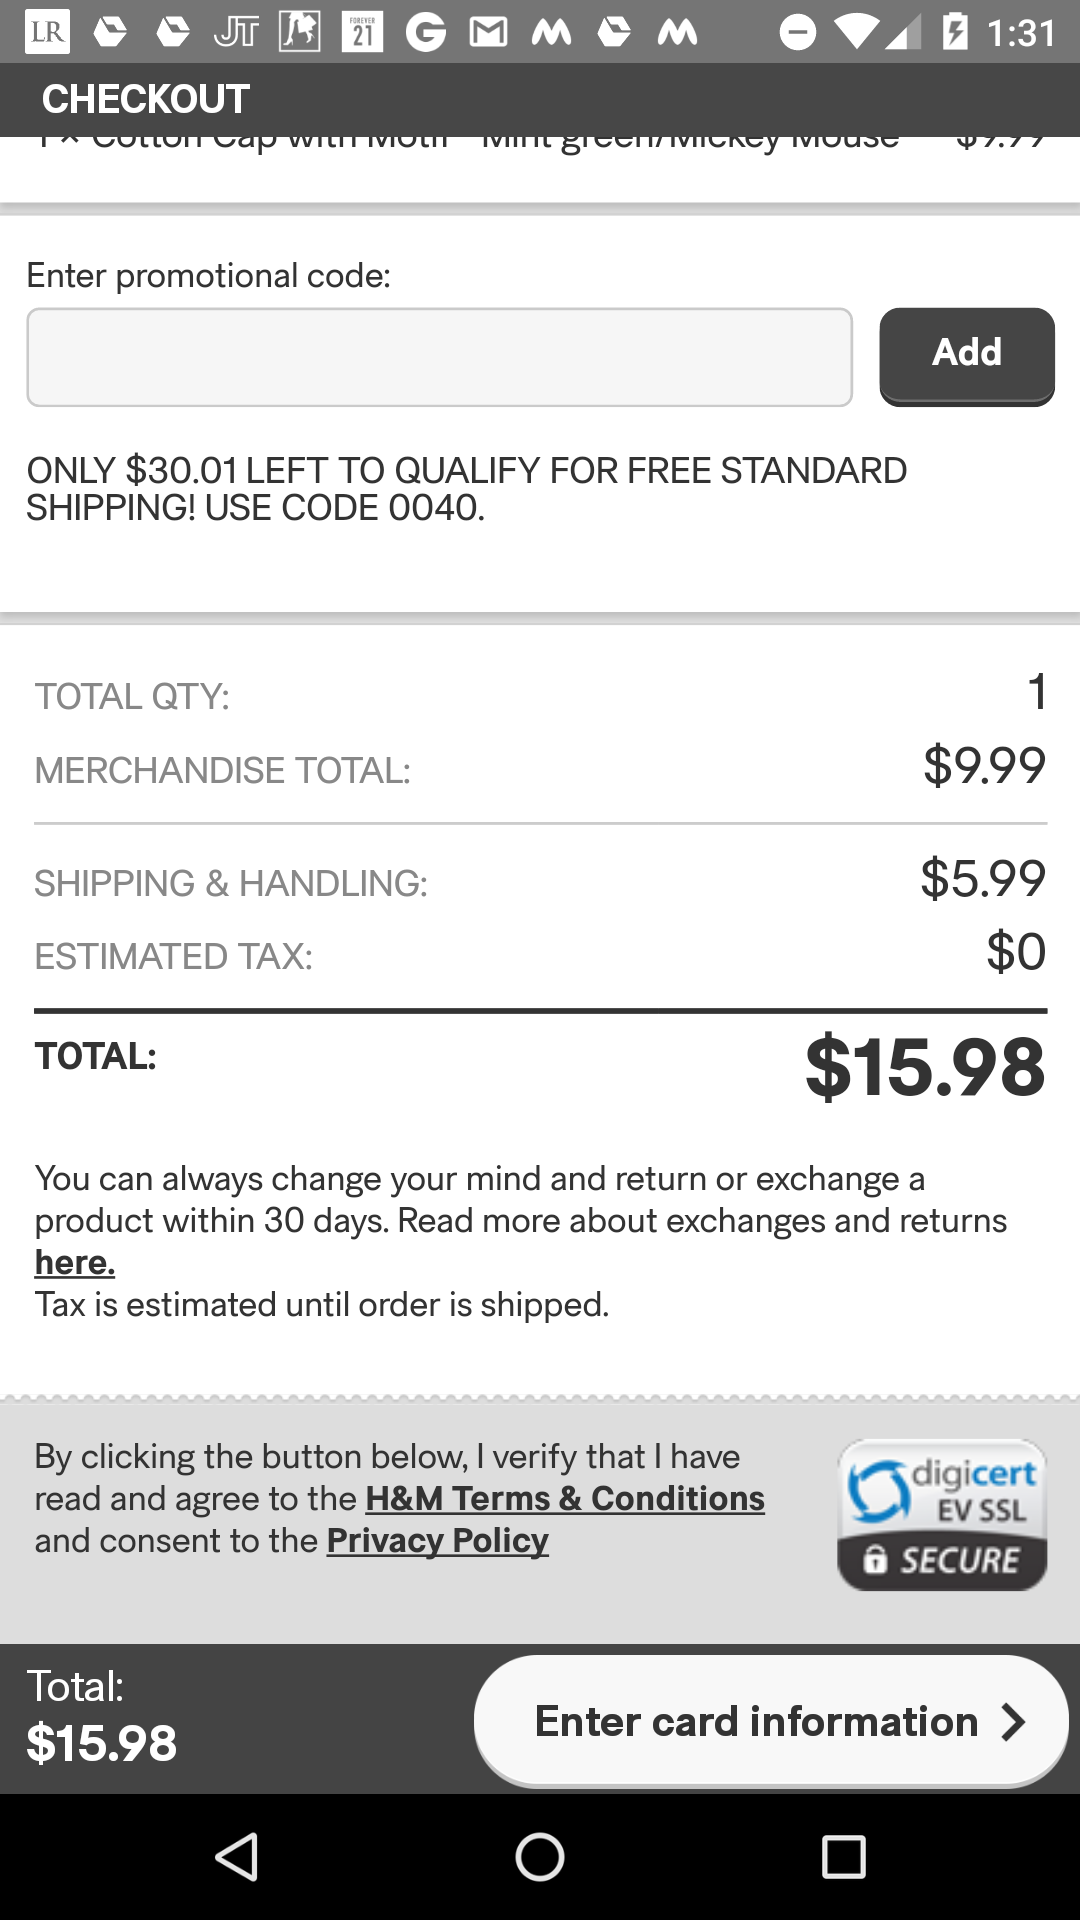 LR JT FOREVER 21 G M 1:31
CHECKOUT
1 × Cotton Cap with Motif - Mint green/Mickey Mouse $9.99
Enter promotional code:
Add
ONLY $30.01 LEFT TO QUALIFY FOR FREE STANDARD
SHIPPING! USE CODE 0040.
TOTAL QTY: 1
MERCHANDISE TOTAL: $9.99
SHIPPING & HANDLING: $5.99
ESTIMATED TAX: $0
TOTAL: $15.98
You can always change your mind and return or exchange a
product within 30 days. Read more about exchanges and returns
here.
Tax is estimated until order is shipped.
By clicking the button below, I verify that I have
read and agree to the H&M Terms & Conditions
and consent to the Privacy Policy
digicert
EV SSL
SECURE
Total:
$15.98
Enter card information